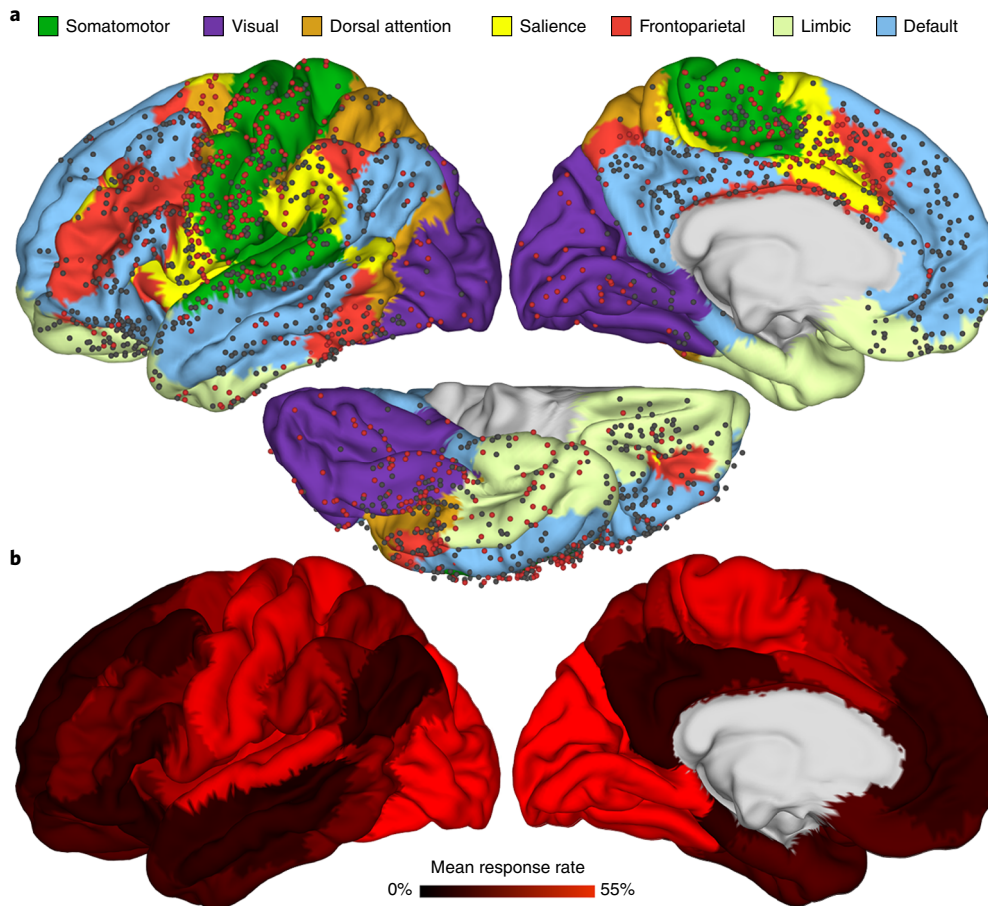 a
Somatomotor Visual Dorsal attention Salience Frontoparietal Limbic Default
b
Mean response rate
0% 55%